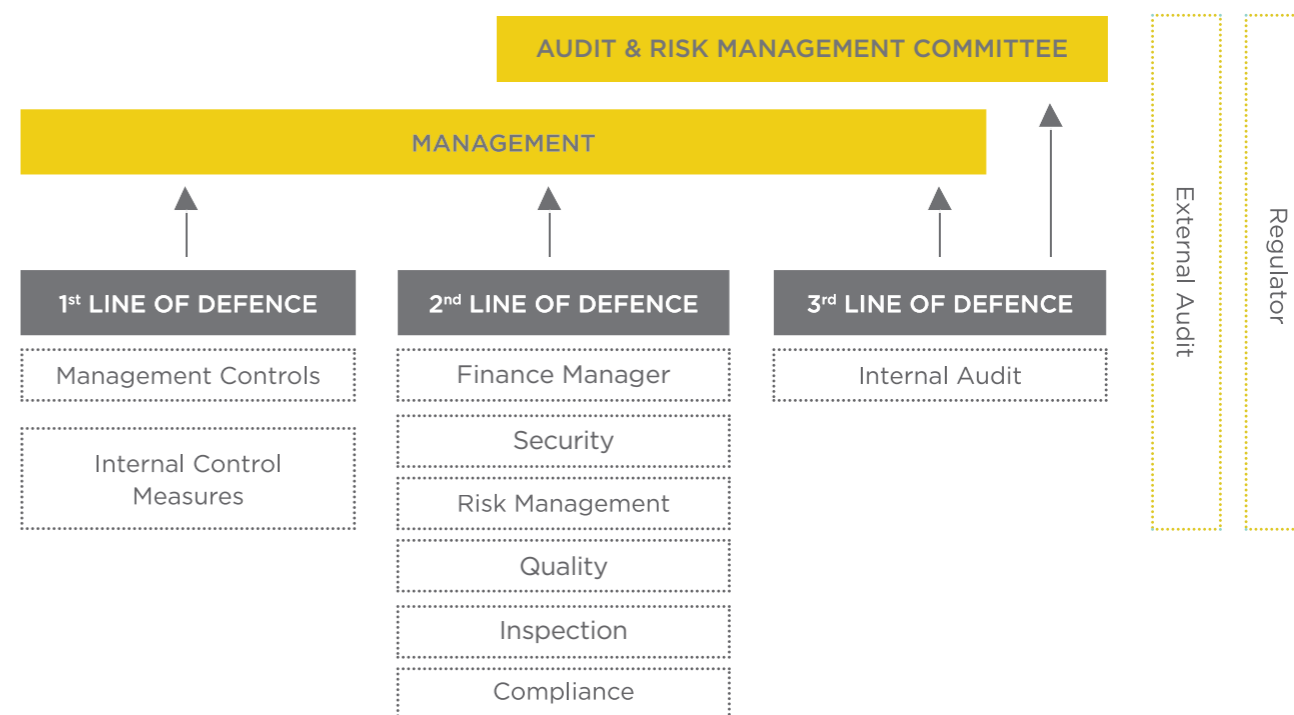 AUDIT & RISK MANAGEMENT COMMITTEE
MANAGEMENT
1st LINE OF DEFENCE
Management Controls
Internal Control
Measures
2nd LINE OF DEFENCE
Finance Manager
Security
Risk Management
Quality
Inspection
Compliance
3rd LINE OF DEFENCE
Internal Audit
External Audit
Regulator